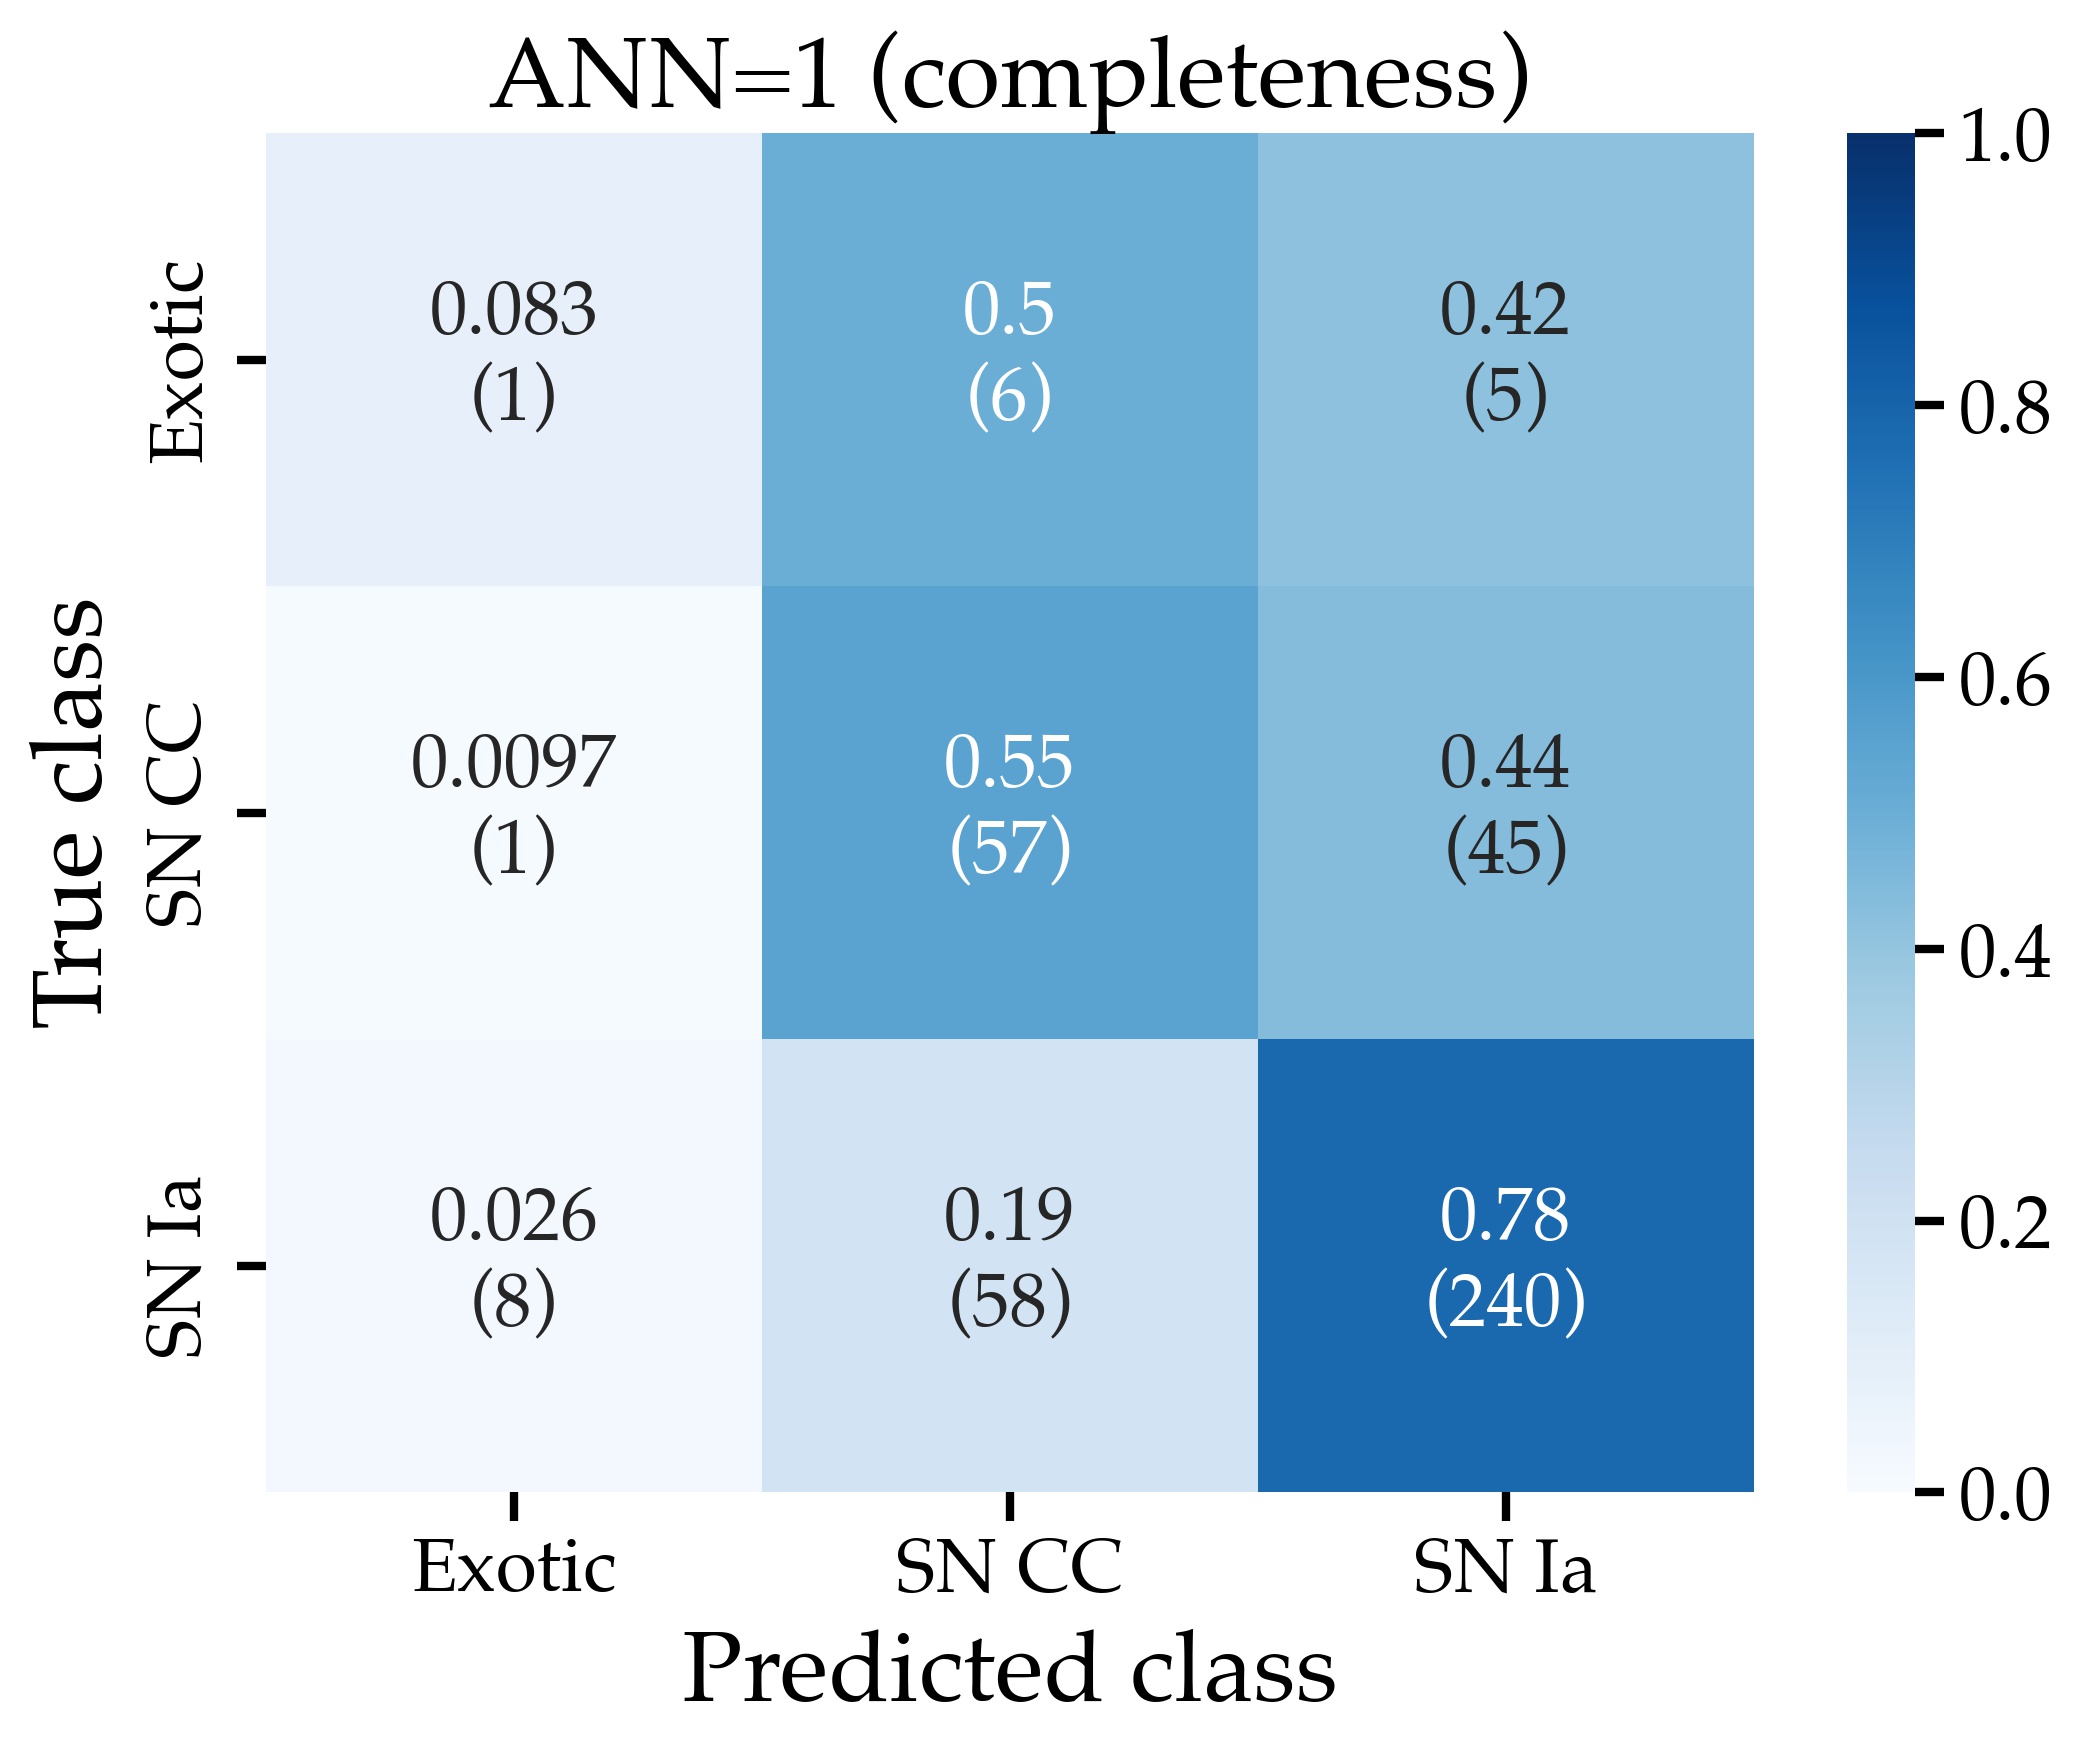 ANN=1 (completeness)
True class
Exotic
0.083
(1)
0.5
(6)
0.42
(5)
SN CC
0.0097
(1)
0.55
(57)
0.44
(45)
SN Ia
0.026
(8)
0.19
(58)
0.78
(240)
Exotic
SN CC
SN Ia
Predicted class
1.0
0.8
0.6
0.4
0.2
0.0